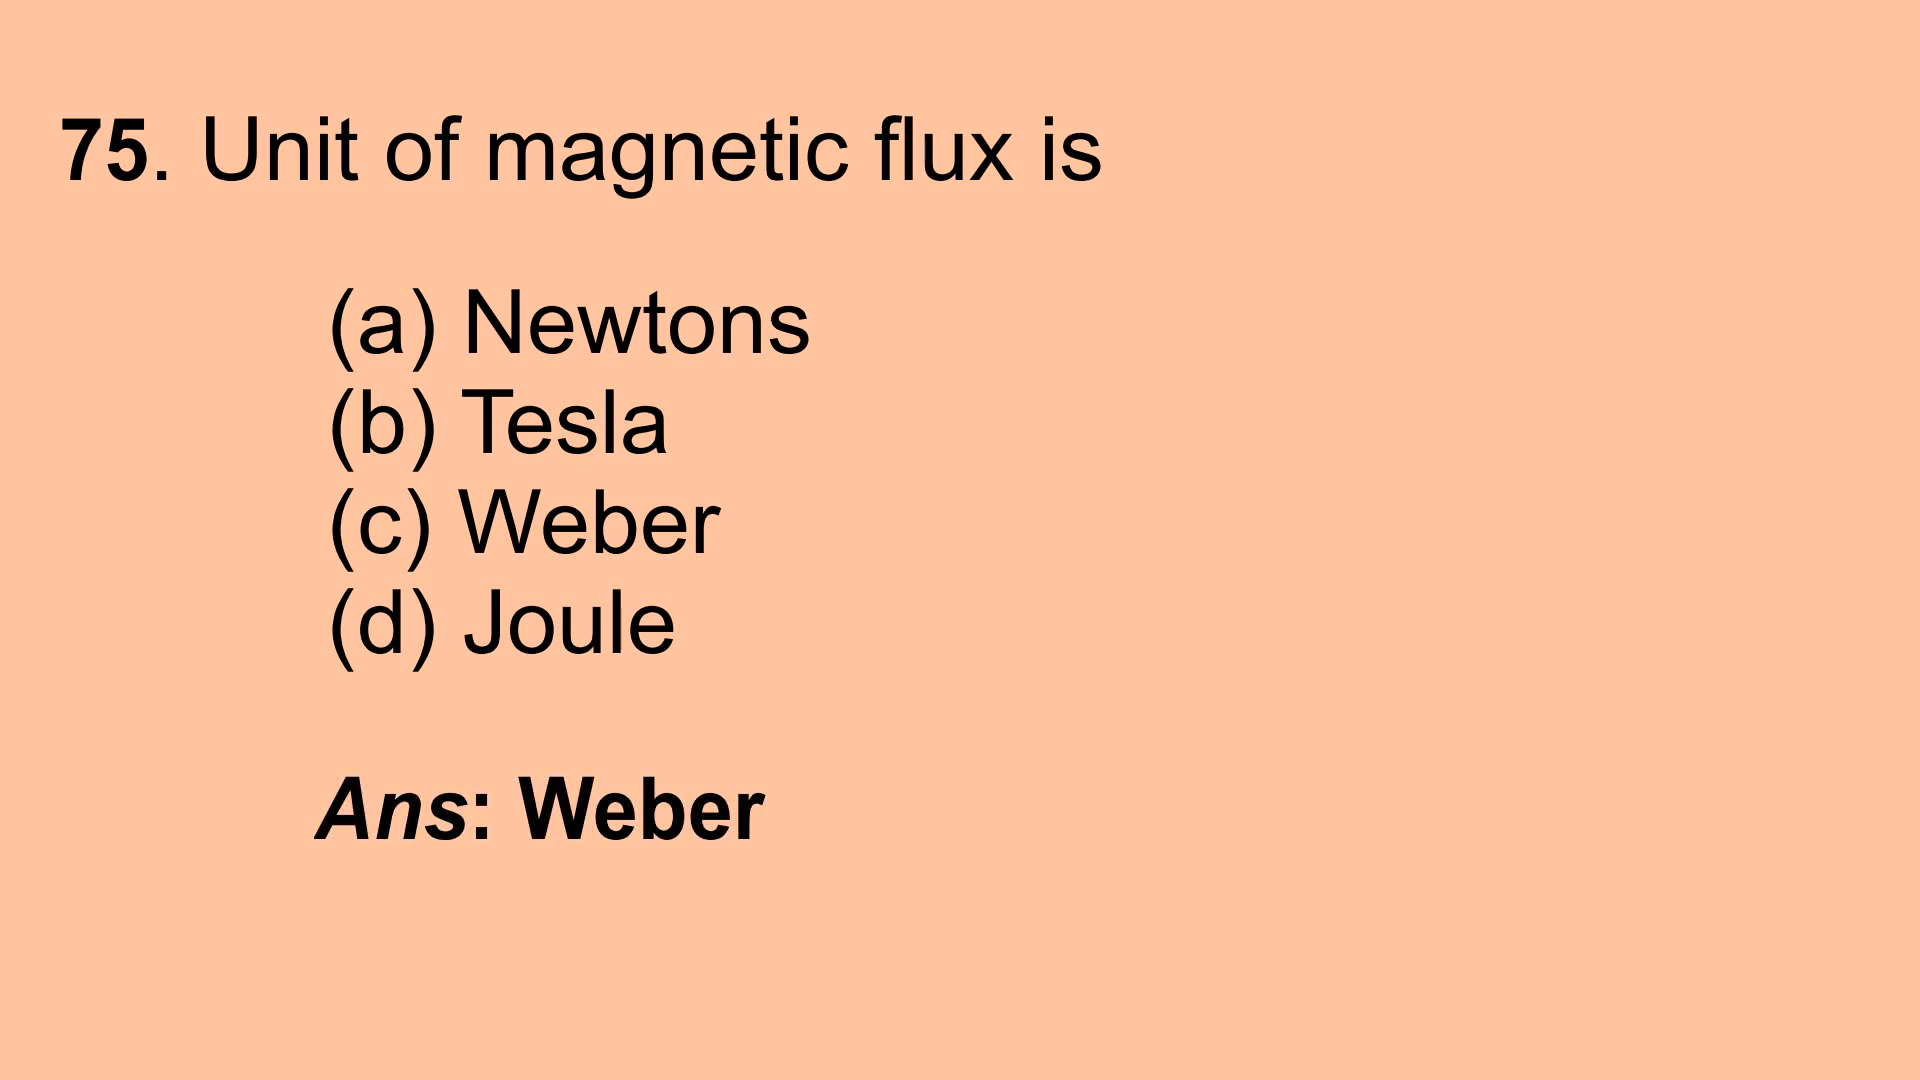 75. Unit of magnetic flux is
(a) Newtons
(b) Tesla
(c) Weber
(d) Joule
Ans: Weber